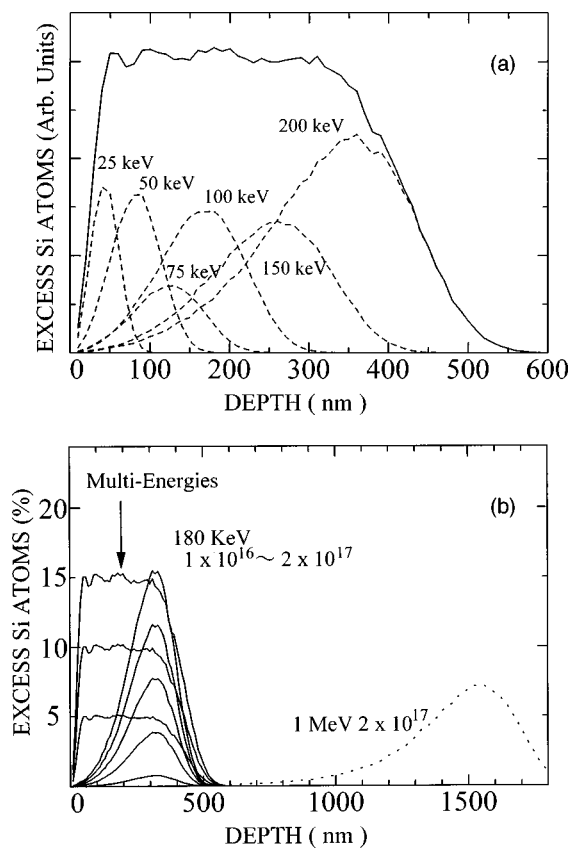 (a)
EXCESS Si ATOMS (Arb. Units)
25 keV
50 keV
75 keV
100 keV
150 keV
200 keV
0 100 200 300 400 500 600
DEPTH ( nm )
(b)
EXCESS Si ATOMS (%)
20
15
10
5
Multi-Energies
180 KeV
1 x 10¹⁶ ~ 2 x 10¹⁷
1 MeV 2 x 10¹⁷
0 500 1000 1500
DEPTH ( nm )